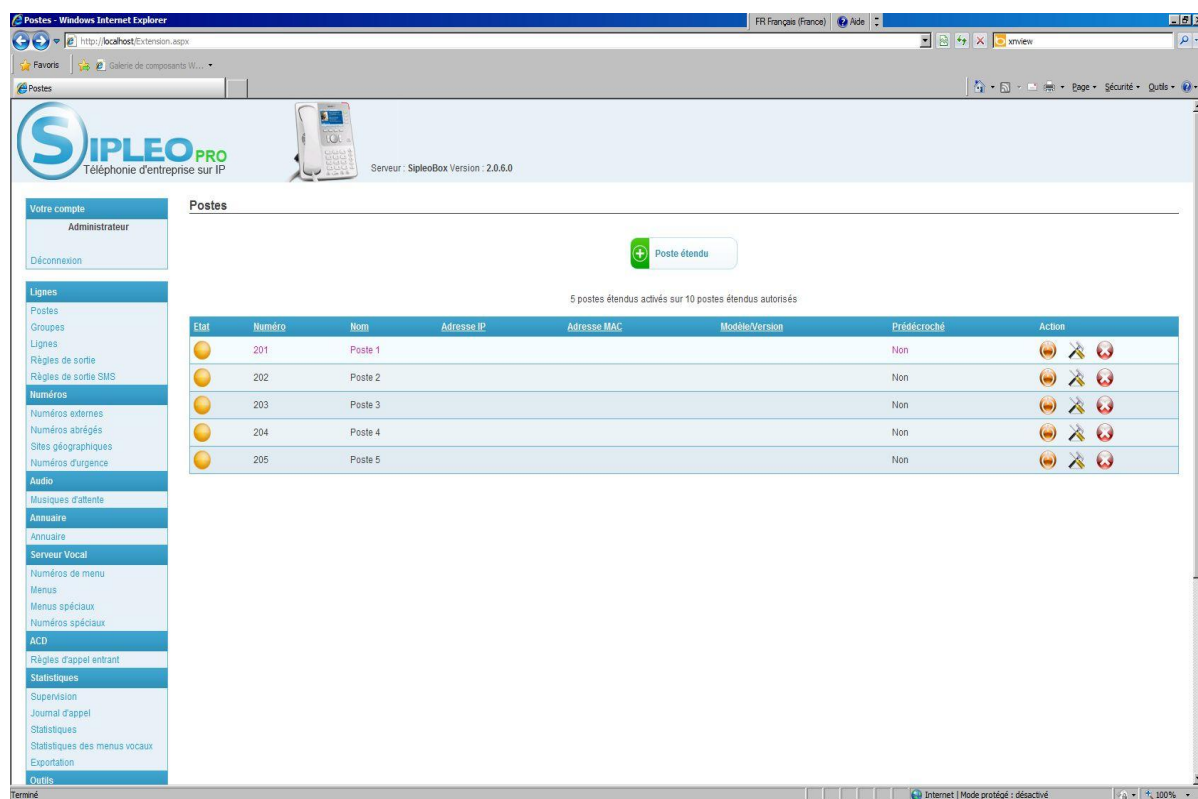 Postes - Windows Internet Explorer
FR Français (France) Aide
http://localhost/Extension.aspx
xnview
Favoris Galerie de composants W...
Postes
Page Sécurité Outils
SIPLEO PRO
Téléphonie d'entreprise sur IP
Serveur : SipleoBox Version : 2.0.6.0
Votre compte
Administrateur
Déconnexion
Lignes
Postes
Groupes
Lignes
Règles de sortie
Règles de sortie SMS
Numéros
Numéros externes
Numéros abrégés
Sites géographiques
Numéros d'urgence
Audio
Musiques d'attente
Annuaire
Annuaire
Serveur Vocal
Numéros de menu
Menus
Menus spéciaux
Numéros spéciaux
ACD
Règles d'appel entrant
Statistiques
Supervision
Journal d'appel
Statistiques
Statistiques des menus vocaux
Exportation
Outils
Postes
Poste étendu
5 postes étendus activés sur 10 postes étendus autorisés
Etat Numéro Nom Adresse IP Adresse MAC Modèle/Version Prédécroché Action
201 Poste 1 Non
202 Poste 2 Non
203 Poste 3 Non
204 Poste 4 Non
205 Poste 5 Non
Terminé
Internet | Mode protégé : désactivé
100%